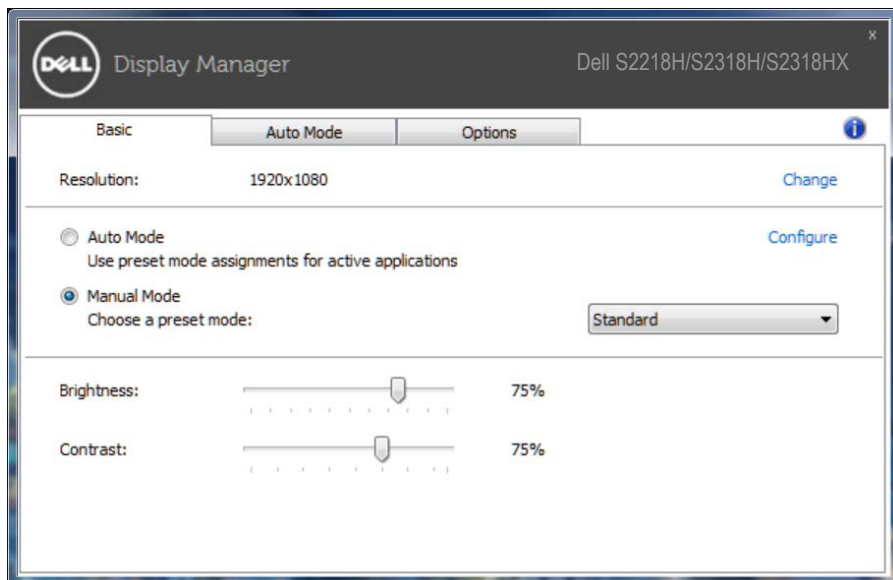 DELL Display Manager
Dell S2218H/S2318H/S2318HX
x
Basic Auto Mode Options
i
Resolution: 1920x1080 Change
Auto Mode Configure
Use preset mode assignments for active applications
Manual Mode
Choose a preset mode: Standard
Brightness: 75%
Contrast: 75%